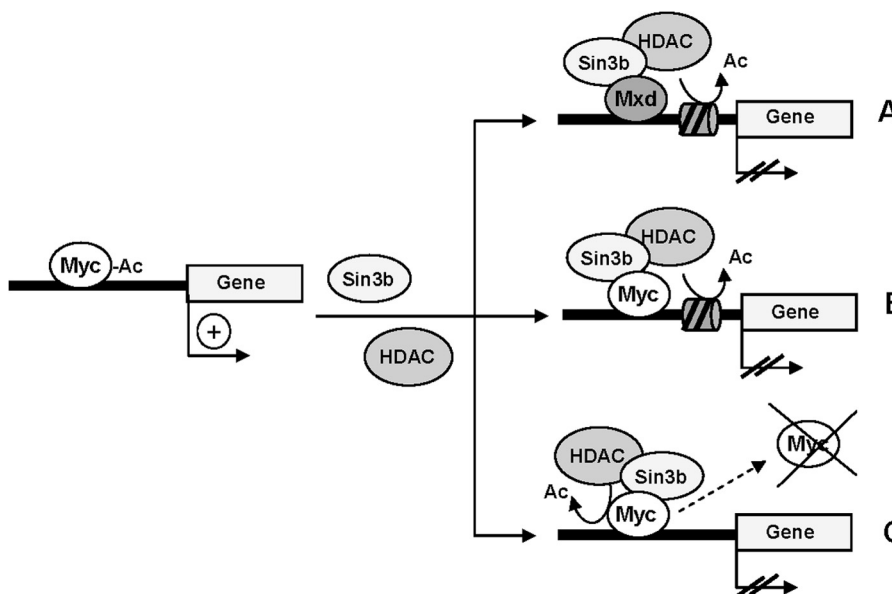 HDAC
Sin3b
Ac
Mxd
Gene
A
Myc
-Ac
Gene
+
Sin3b
HDAC
HDAC
Sin3b
Ac
Myc
Gene
HDAC
Sin3b
Ac
Myc
Myc
Gene